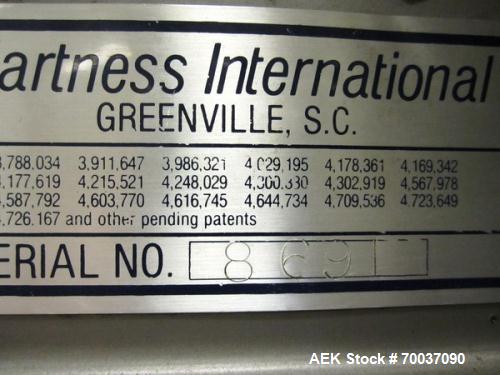 artness International
GREENVILLE, S.C.
3,788.034 3,911,647 3,986,321 4,029,195 4,178,361 4,169,342
4,177,619 4,215,521 4,248,029 4,300,330 4,302,919 4,567,978
4,587,792 4,603,770 4,616,745 4,644,734 4,709,536 4,723,649
4,726.167 and other pending patents
ERIAL NO. 869
AEK Stock # 70037090